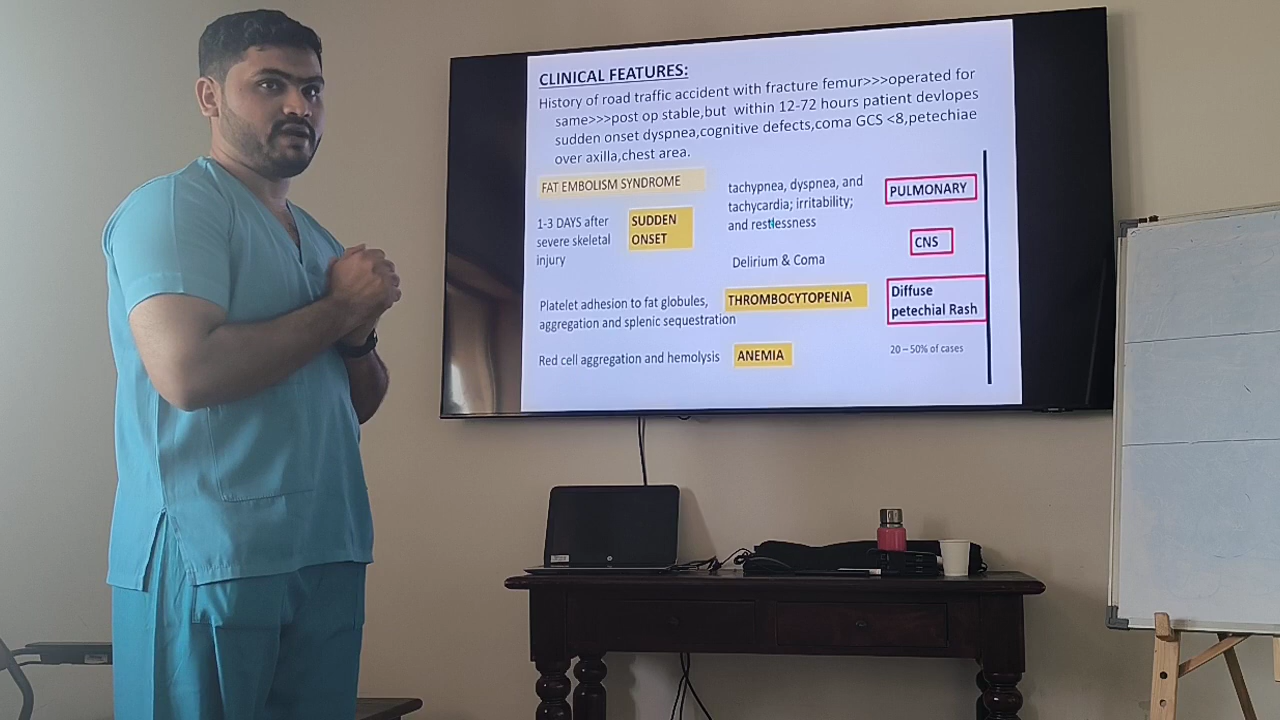 CLINICAL FEATURES:
History of road traffic accident with fracture femur>>>operated for
same>>>post op stable,but within 12-72 hours patient devlopes
sudden onset dyspnea,cognitive defects,coma GCS <8,petechiae
over axilla,chest area.
FAT EMBOLISM SYNDROME
1-3 DAYS after
severe skeletal
injury
SUDDEN
ONSET
tachypnea, dyspnea, and
tachycardia; irritability;
and restlessness
PULMONARY
CNS
Delirium & Coma
Platelet adhesion to fat globules,
aggregation and splenic sequestration
THROMBOCYTOPENIA
Diffuse
petechial Rash
Red cell aggregation and hemolysis
ANEMIA
20 – 50% of cases